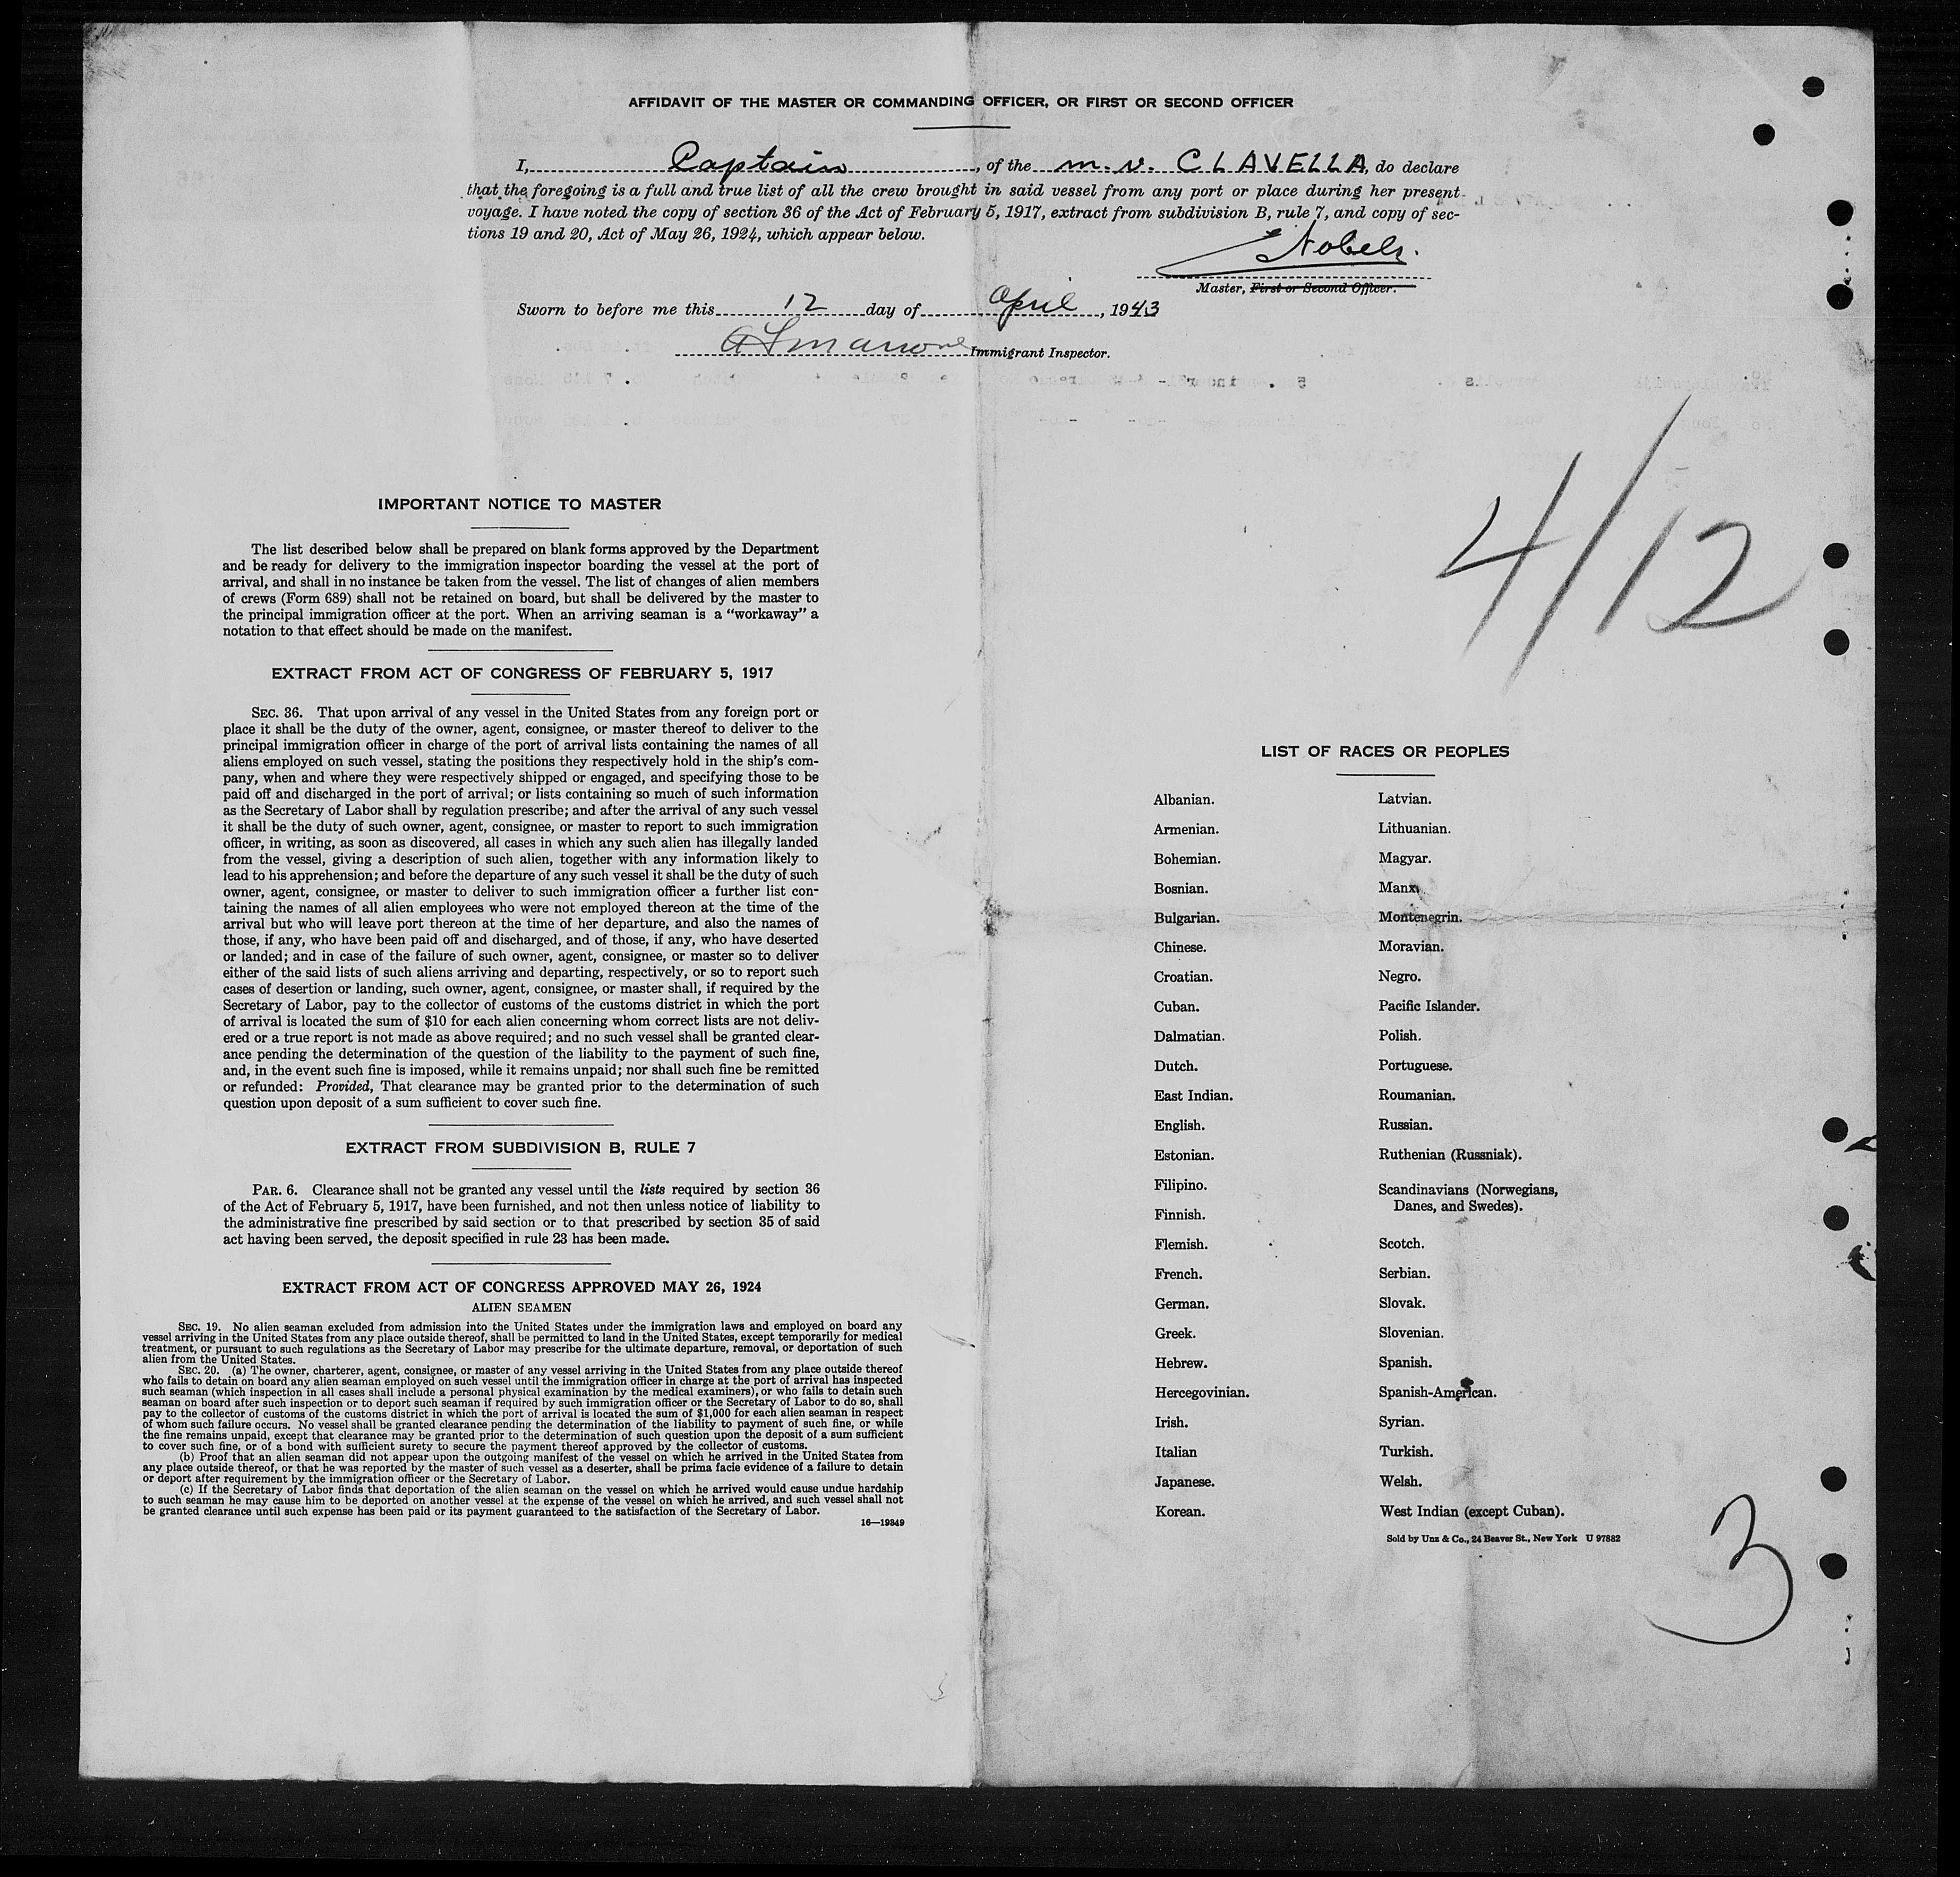 AFFIDAVIT OF THE MASTER OR COMMANDING OFFICER, OR FIRST OR SECOND OFFICER
I, Captain, of the m.v. CLAVELLA, do declare
that the foregoing is a full and true list of all the crew brought in said vessel from any port or place during her present
voyage. I have noted the copy of section 36 of the Act of February 5, 1917, extract from subdivision B, rule 7, and copy of sec-
tions 19 and 20, Act of May 26, 1924, which appear below.
Nobels.
Master, First or Second Officer.
Sworn to before me this 12 day of April, 1943
Immigrant Inspector.
4/12
IMPORTANT NOTICE TO MASTER
The list described below shall be prepared on blank forms approved by the Department
and be ready for delivery to the immigration inspector boarding the vessel at the port of
arrival, and shall in no instance be taken from the vessel. The list of changes of alien members
of crews (Form 689) shall not be retained on board, but shall be delivered by the master to
the principal immigration officer at the port. When an arriving seaman is a "workaway" a
notation to that effect should be made on the manifest.
EXTRACT FROM ACT OF CONGRESS OF FEBRUARY 5, 1917
SEC. 36. That upon arrival of any vessel in the United States from any foreign port or
place it shall be the duty of the owner, agent, consignee, or master thereof to deliver to the
principal immigration officer in charge of the port of arrival lists containing the names of all
aliens employed on such vessel, stating the positions they respectively hold in the ship's com-
pany, when and where they were respectively shipped or engaged, and specifying those to be
paid off and discharged in the port of arrival; or lists containing so much of such information
as the Secretary of Labor shall by regulation prescribe; and after the arrival of any such vessel
it shall be the duty of such owner, agent, consignee, or master to report to such immigration
officer, in writing, as soon as discovered, all cases in which any such alien has illegally landed
from the vessel, giving a description of such alien, together with any information likely to
lead to his apprehension; and before the departure of any such vessel it shall be the duty of such
owner, agent, consignee, or master to deliver to such immigration officer a further list con-
taining the names of all alien employees who were not employed thereon at the time of the
arrival but who will leave port thereon at the time of her departure, and also the names of
those, if any, who have been paid off and discharged, and of those, if any, who have deserted
or landed; and in case of the failure of such owner, agent, consignee, or master so to deliver
either of the said lists of such aliens arriving and departing, respectively, or so to report such
cases of desertion or landing, such owner, agent, consignee, or master shall, if required by the
Secretary of Labor, pay to the collector of customs of the customs district in which the port
of arrival is located the sum of $10 for each alien concerning whom correct lists are not deliv-
ered or a true report is not made as above required; and no such vessel shall be granted clear-
ance pending the determination of the question of the liability to the payment of such fine,
and, in the event such fine is imposed, while it remains unpaid; nor shall such fine be remitted
or refunded: Provided, That clearance may be granted prior to the determination of such
question upon deposit of a sum sufficient to cover such fine.
EXTRACT FROM SUBDIVISION B, RULE 7
PAR. 6. Clearance shall not be granted any vessel until the lists required by section 36
of the Act of February 5, 1917, have been furnished, and not then unless notice of liability to
the administrative fine prescribed by said section or to that prescribed by section 35 of said
act having been served, the deposit specified in rule 23 has been made.
EXTRACT FROM ACT OF CONGRESS APPROVED MAY 26, 1924
ALIEN SEAMEN
SEC. 19. No alien seaman excluded from admission into the United States under the immigration laws and employed on board any
vessel arriving in the United States from any place outside thereof, shall be permitted to land in the United States, except temporarily for medical
treatment, or pursuant to such regulations as the Secretary of Labor may prescribe for the ultimate departure, removal, or deportation of such
alien from the United States.
SEC. 20. (a) The owner, charterer, agent, consignee, or master of any vessel arriving in the United States from any place outside thereof
who fails to detain on board any alien seaman employed on such vessel until the immigration officer in charge at the port of arrival has inspected
such seaman (which inspection in all cases shall include a personal physical examination by the medical examiners), or who fails to detain such
seaman on board after such inspection or to deport such seaman if required by such immigration officer or the Secretary of Labor to do so, shall
pay to the collector of customs of the customs district in which the port of arrival is located the sum of $1,000 for each alien seaman in respect
of whom such failure occurs. No vessel shall be granted clearance pending the determination of the liability to payment of such fine, or while
the fine remains unpaid, except that clearance may be granted prior to the determination of such question upon the deposit of a sum sufficient
to cover such fine, or of a bond with sufficient surety to secure the payment thereof approved by the collector of customs.
(b) Proof that an alien seaman did not appear upon the outgoing manifest of the vessel on which he arrived in the United States from
any place outside thereof, or that he was reported by the master of such vessel as a deserter, shall be prima facie evidence of a failure to detain
or deport after requirement by the immigration officer or the Secretary of Labor.
(c) If the Secretary of Labor finds that deportation of the alien seaman on the vessel on which he arrived would cause undue hardship
to such seaman he may cause him to be deported on another vessel at the expense of the vessel on which he arrived, and such vessel shall not
be granted clearance until such expense has been paid or its payment guaranteed to the satisfaction of the Secretary of Labor.
16—19349
LIST OF RACES OR PEOPLES
Albanian.
Armenian.
Bohemian.
Bosnian.
Bulgarian.
Chinese.
Croatian.
Cuban.
Dalmatian.
Dutch.
East Indian.
English.
Estonian.
Filipino.
Finnish.
Flemish.
French.
German.
Greek.
Hebrew.
Hercegovinian.
Irish.
Italian
Japanese.
Korean.
Latvian.
Lithuanian.
Magyar.
Manx.
Montenegrin.
Moravian.
Negro.
Pacific Islander.
Polish.
Portuguese.
Roumanian.
Russian.
Ruthenian (Russniak).
Scandinavians (Norwegians,
Danes, and Swedes).
Scotch.
Serbian.
Slovak.
Slovenian.
Spanish.
Spanish-American.
Syrian.
Turkish.
Welsh.
West Indian (except Cuban).
Sold by Unz & Co., 24 Beaver St., New York U 97882
3